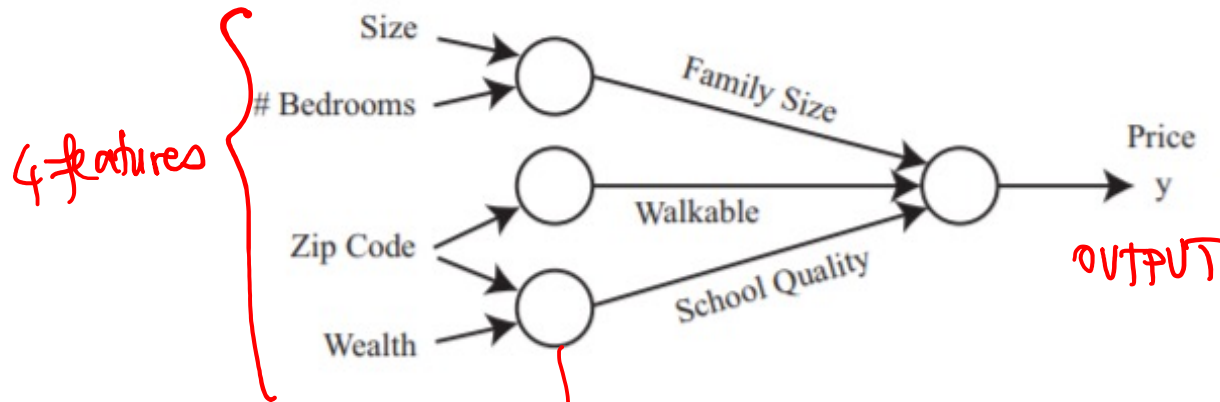 Size
# Bedrooms
4 features
Zip Code
Wealth
Family Size
Walkable
School Quality
Price
y
OUTPUT